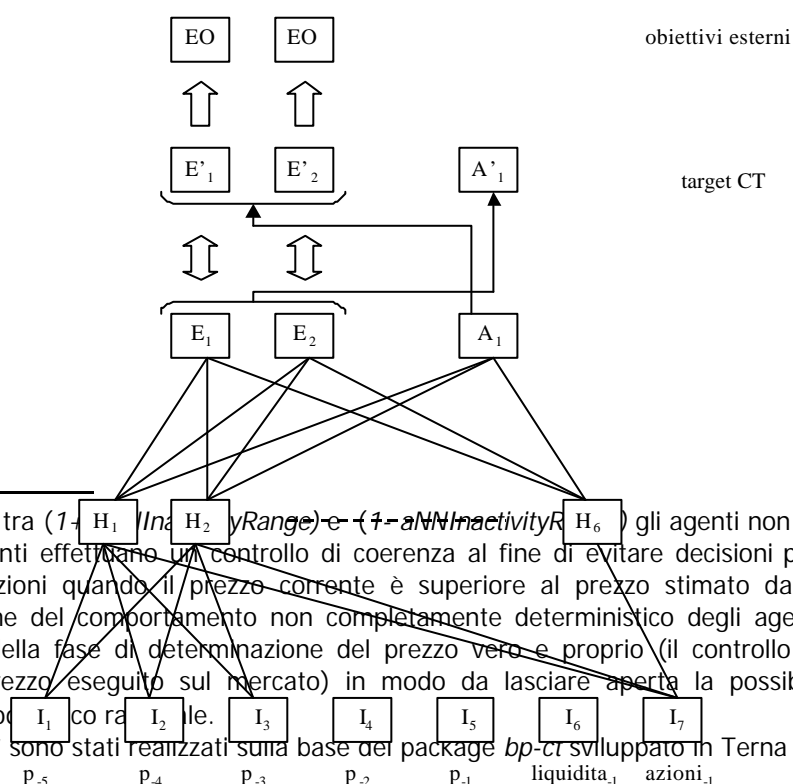 EO EO obiettivi esterni
E'1 E'2 A'1 target CT
E1 E2 A1
H1 H2 H6
tra (1+ yRange) e - (1- aNNInactivityR ) gli agenti non
nti effettuano un controllo di coerenza al fine di evitare decisioni p
zioni quando il prezzo corrente è superiore al prezzo stimato da
ne del comportamento non completamente deterministico degli age
ella fase di determinazione del prezzo vero e proprio (il controllo
rezzo eseguito sul mercato) in modo da lasciare aperta la possib
I1 I2 I3 I4 I5 I6 I7
i sono stati realizzati sulla base del package bp-ct sviluppato in Terna
p-5 p-4 p-3 p-2 p-1 liquidita-1 azioni-1